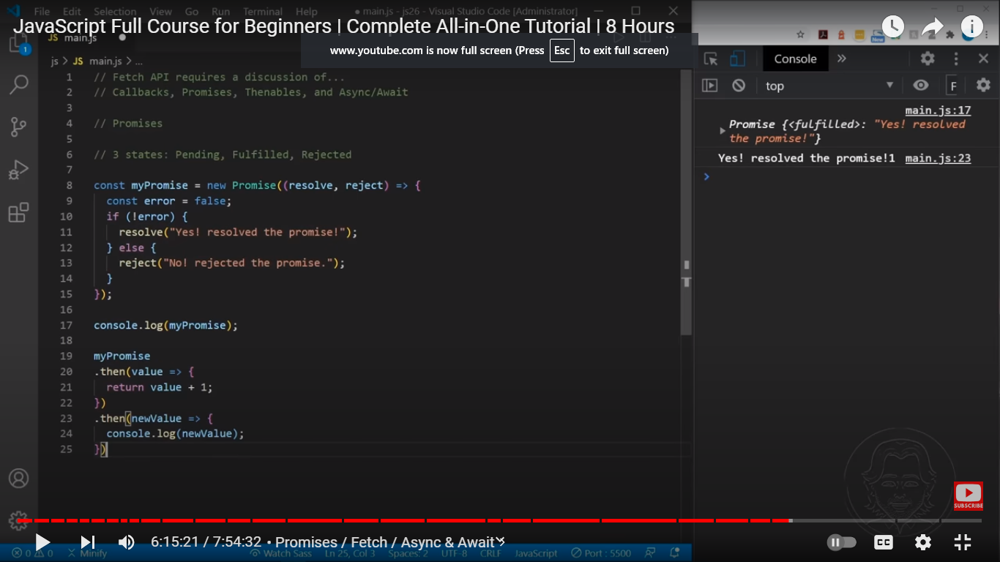 File Edit Selection View Go Run Terminal Help ● main.js - js26 - Visual Studio Code [Administrator]
JavaScript Full Course for Beginners | Complete All-in-One Tutorial | 8 Hours
JS main.js ●
www.youtube.com is now full screen (Press Esc to exit full screen)
js > JS main.js > ...
1 // Fetch API requires a discussion of...
2 // Callbacks, Promises, Thenables, and Async/Await
3
4 // Promises
5
6 // 3 states: Pending, Fulfilled, Rejected
7
8 const myPromise = new Promise((resolve, reject) => {
9 const error = false;
10 if (!error) {
11 resolve("Yes! resolved the promise!");
12 } else {
13 reject("No! rejected the promise.");
14 }
15 });
16
17 console.log(myPromise);
18
19 myPromise
20 .then(value => {
21 return value + 1;
22 })
23 .then(newValue => {
24 console.log(newValue);
25 })
Console »
top F
main.js:17
Promise {<fulfilled>: "Yes! resolved
the promise!"}
Yes! resolved the promise!1 main.js:23
>
1
New
SUBSCRIBE
6:15:21 / 7:54:32 • Promises / Fetch / Async & Await
CC
0 0 Minify Watch Sass Ln 25, Col 3 Spaces: 2 UTF-8 CRLF JavaScript Port : 5500